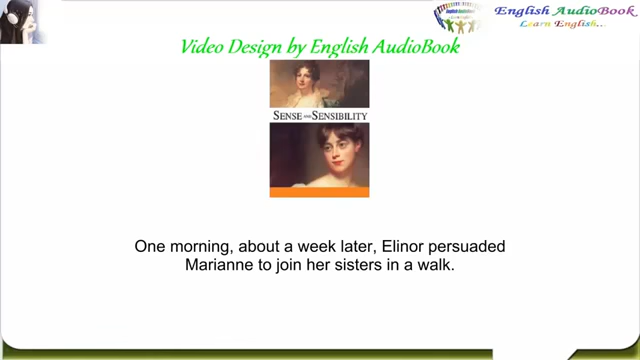 English AudioBook
Learn English...
Video Design by English AudioBook
SENSE AND SENSIBILITY
One morning, about a week later, Elinor persuaded
Marianne to join her sisters in a walk.